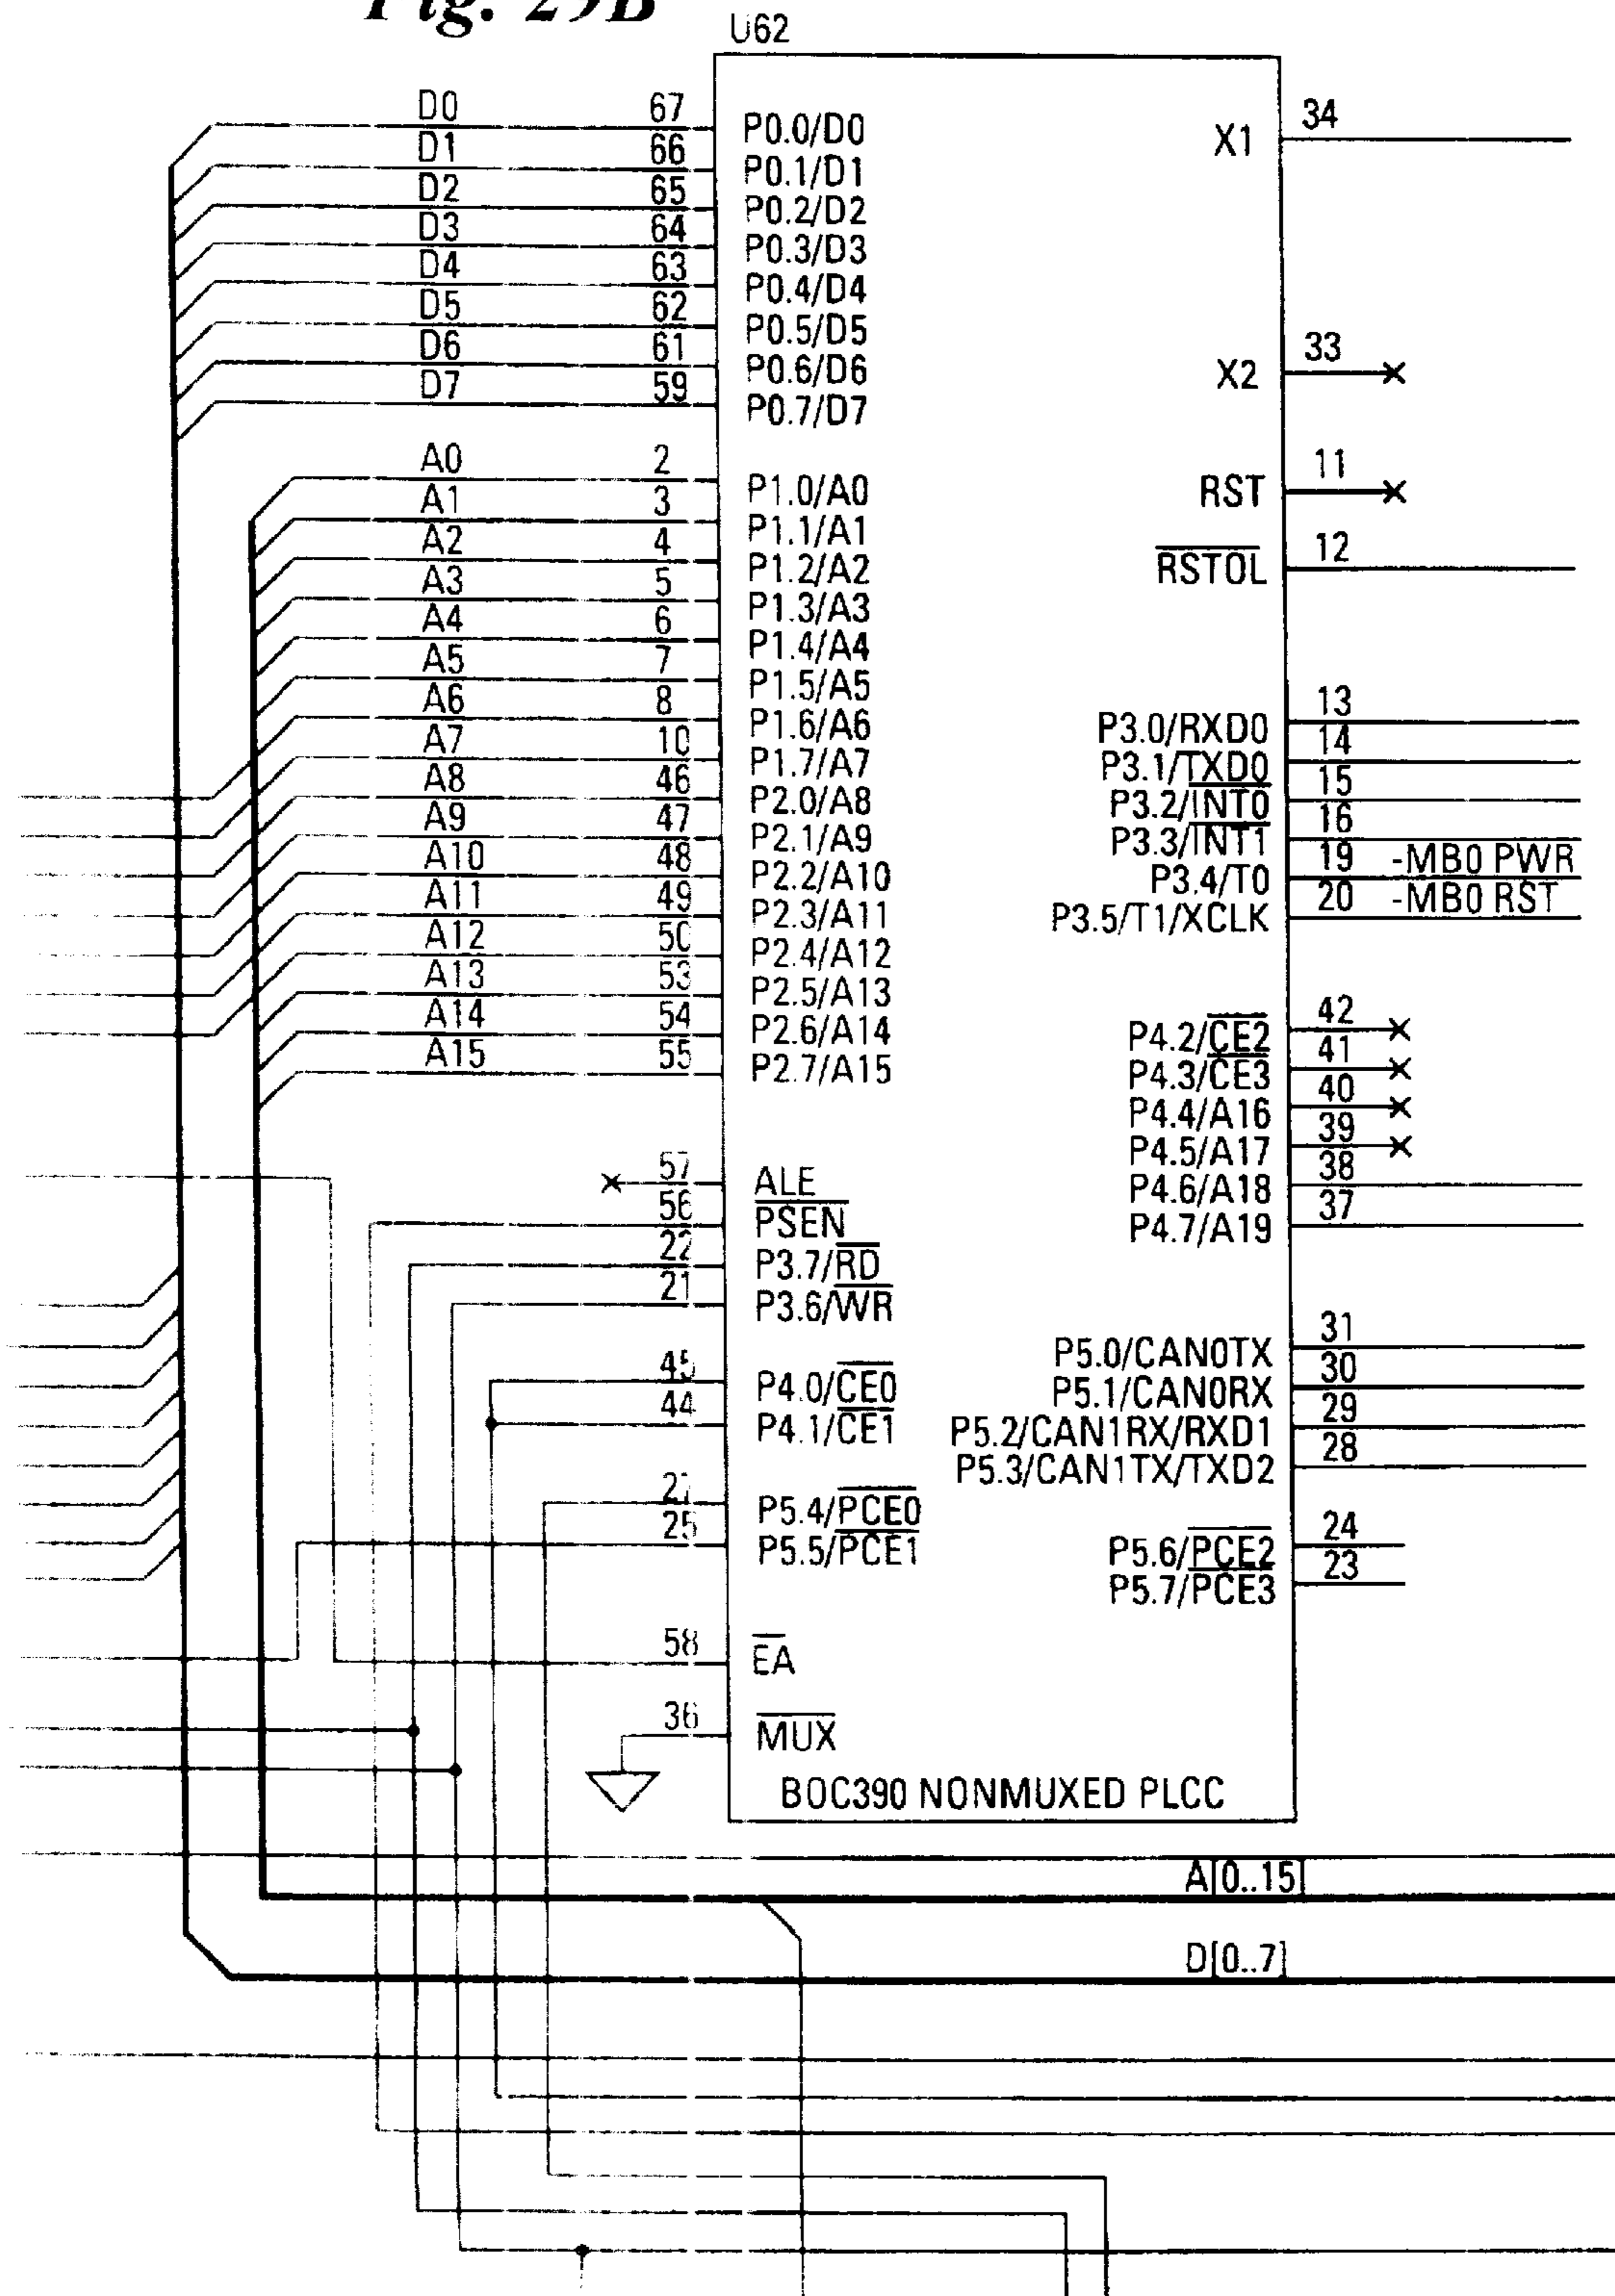 Fig. 29B
U62
D0 67 P0.0/D0
D1 66 P0.1/D1
D2 65 P0.2/D2
D3 64 P0.3/D3
D4 63 P0.4/D4
D5 62 P0.5/D5
D6 61 P0.6/D6
D7 59 P0.7/D7
A0 2 P1.0/A0
A1 3 P1.1/A1
A2 4 P1.2/A2
A3 5 P1.3/A3
A4 6 P1.4/A4
A5 7 P1.5/A5
A6 8 P1.6/A6
A7 10 P1.7/A7
A8 46 P2.0/A8
A9 47 P2.1/A9
A10 48 P2.2/A10
A11 49 P2.3/A11
A12 50 P2.4/A12
A13 53 P2.5/A13
A14 54 P2.6/A14
A15 55 P2.7/A15
57 ALE
56 PSEN
22 P3.7/RD
21 P3.6/WR
45 P4.0/CE0
44 P4.1/CE1
27 P5.4/PCE0
25 P5.5/PCE1
58 EA
36 MUX
X1 34
X2 33
RST 11
RSTOL 12
P3.0/RXD0 13
P3.1/TXD0 14
P3.2/INT0 15
P3.3/INT1 16
P3.4/T0 19 -MB0 PWR
P3.5/T1/XCLK 20 -MB0 RST
P4.2/CE2 42
P4.3/CE3 41
P4.4/A16 40
P4.5/A17 39
P4.6/A18 38
P4.7/A19 37
P5.0/CAN0TX 31
P5.1/CAN0RX 30
P5.2/CAN1RX/RXD1 29
P5.3/CAN1TX/TXD2 28
P5.6/PCE2 24
P5.7/PCE3 23
BOC390 NONMUXED PLCC
A[0..15]
D[0..7]